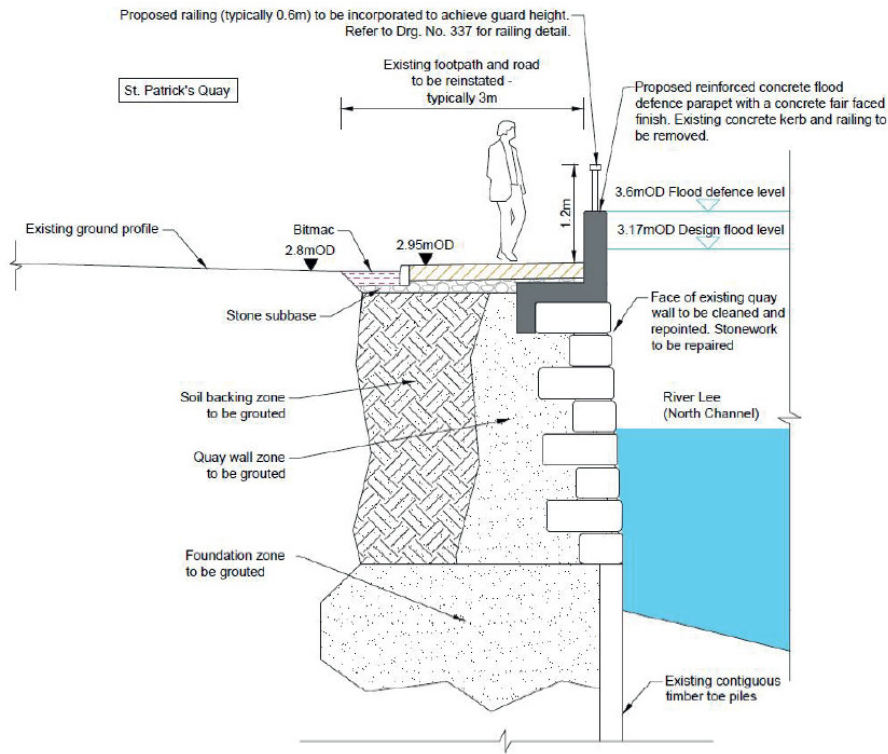 Proposed railing (typically 0.6m) to be incorporated to achieve guard height.
Refer to Drg. No. 337 for railing detail.
St. Patrick's Quay
Existing footpath and road
to be reinstated -
typically 3m
Proposed reinforced concrete flood
defence parapet with a concrete fair faced
finish. Existing concrete kerb and railing to
be removed.
1.2m
3.6mOD Flood defence level
3.17mOD Design flood level
Existing ground profile
Bitmac
2.8mOD
2.95mOD
Stone subbase
Face of existing quay
wall to be cleaned and
repointed. Stonework
to be repaired
Soil backing zone
to be grouted
River Lee
(North Channel)
Quay wall zone
to be grouted
Foundation zone
to be grouted
Existing contiguous
timber toe piles